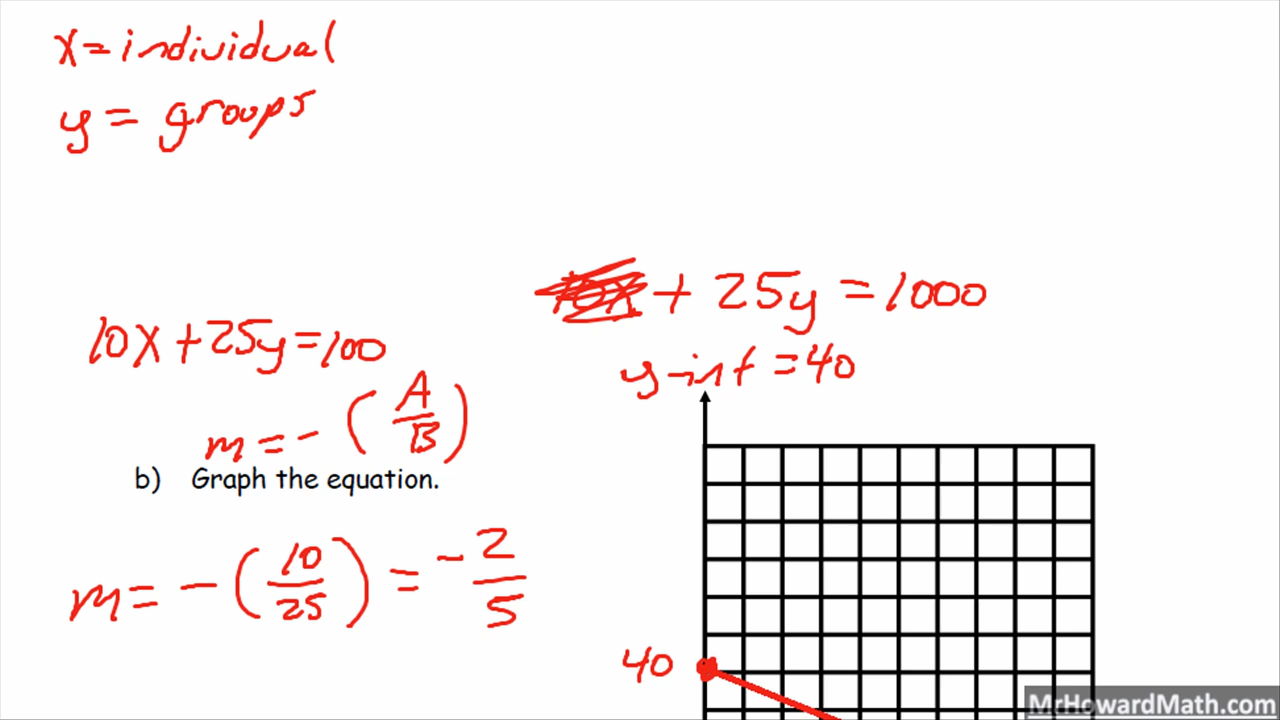 x = individual
y = groups
10x + 25y = 1000
y-int = 40
10x + 25y = 100
m = - (A/B)
b) Graph the equation.
m = - (10/25) = - 2/5
40
MrHowardMath.com